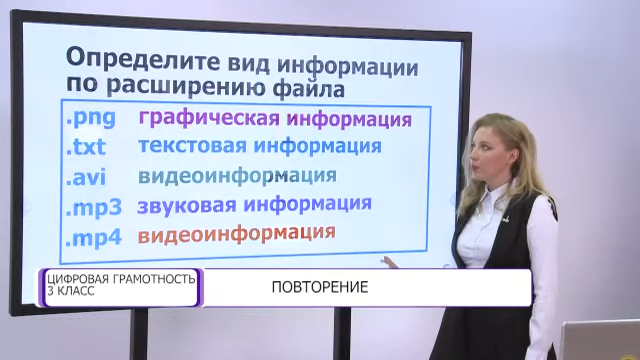 Определите вид информации
по расширению файла
.png графическая информация
.txt текстовая информация
.avi видеоинформация
.mp3 звуковая информация
.mp4 видеоинформация
ЦИФРОВАЯ ГРАМОТНОСТЬ
3 КЛАСС
ПОВТОРЕНИЕ